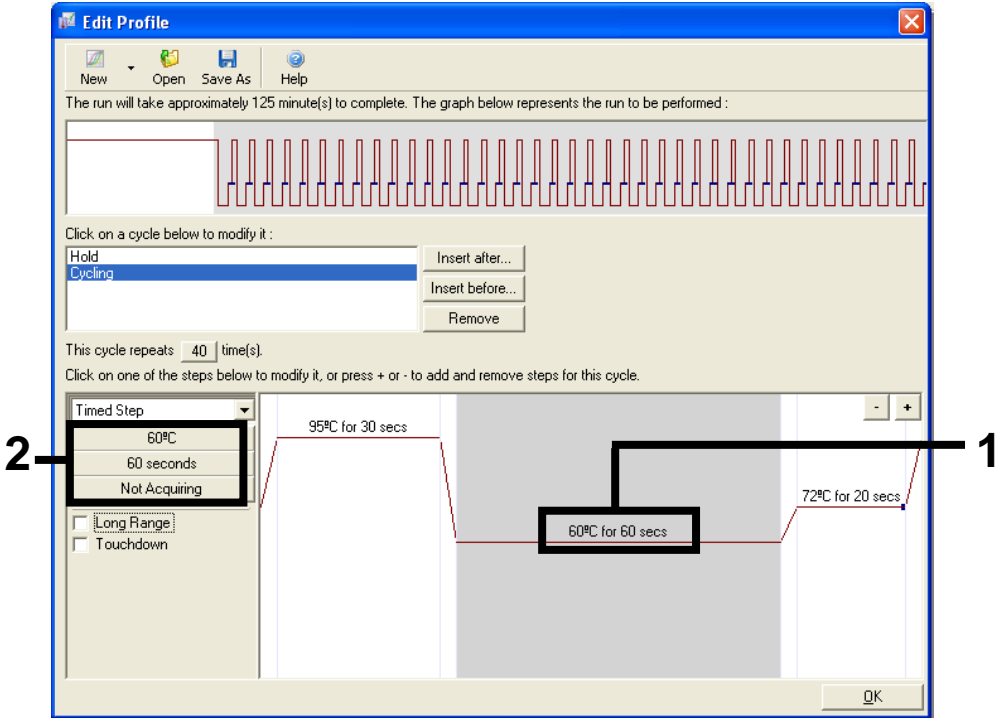 Edit Profile
New Open Save As Help
The run will take approximately 125 minute(s) to complete. The graph below represents the run to be performed :
Click on a cycle below to modify it :
Hold
Cycling
Insert after...
Insert before...
Remove
This cycle repeats 40 time(s).
Click on one of the steps below to modify it, or press + or - to add and remove steps for this cycle.
Timed Step
- +
60ºC
60 seconds
Not Acquiring
Long Range
Touchdown
95ºC for 30 secs
60ºC for 60 secs
72ºC for 20 secs
2
1
OK